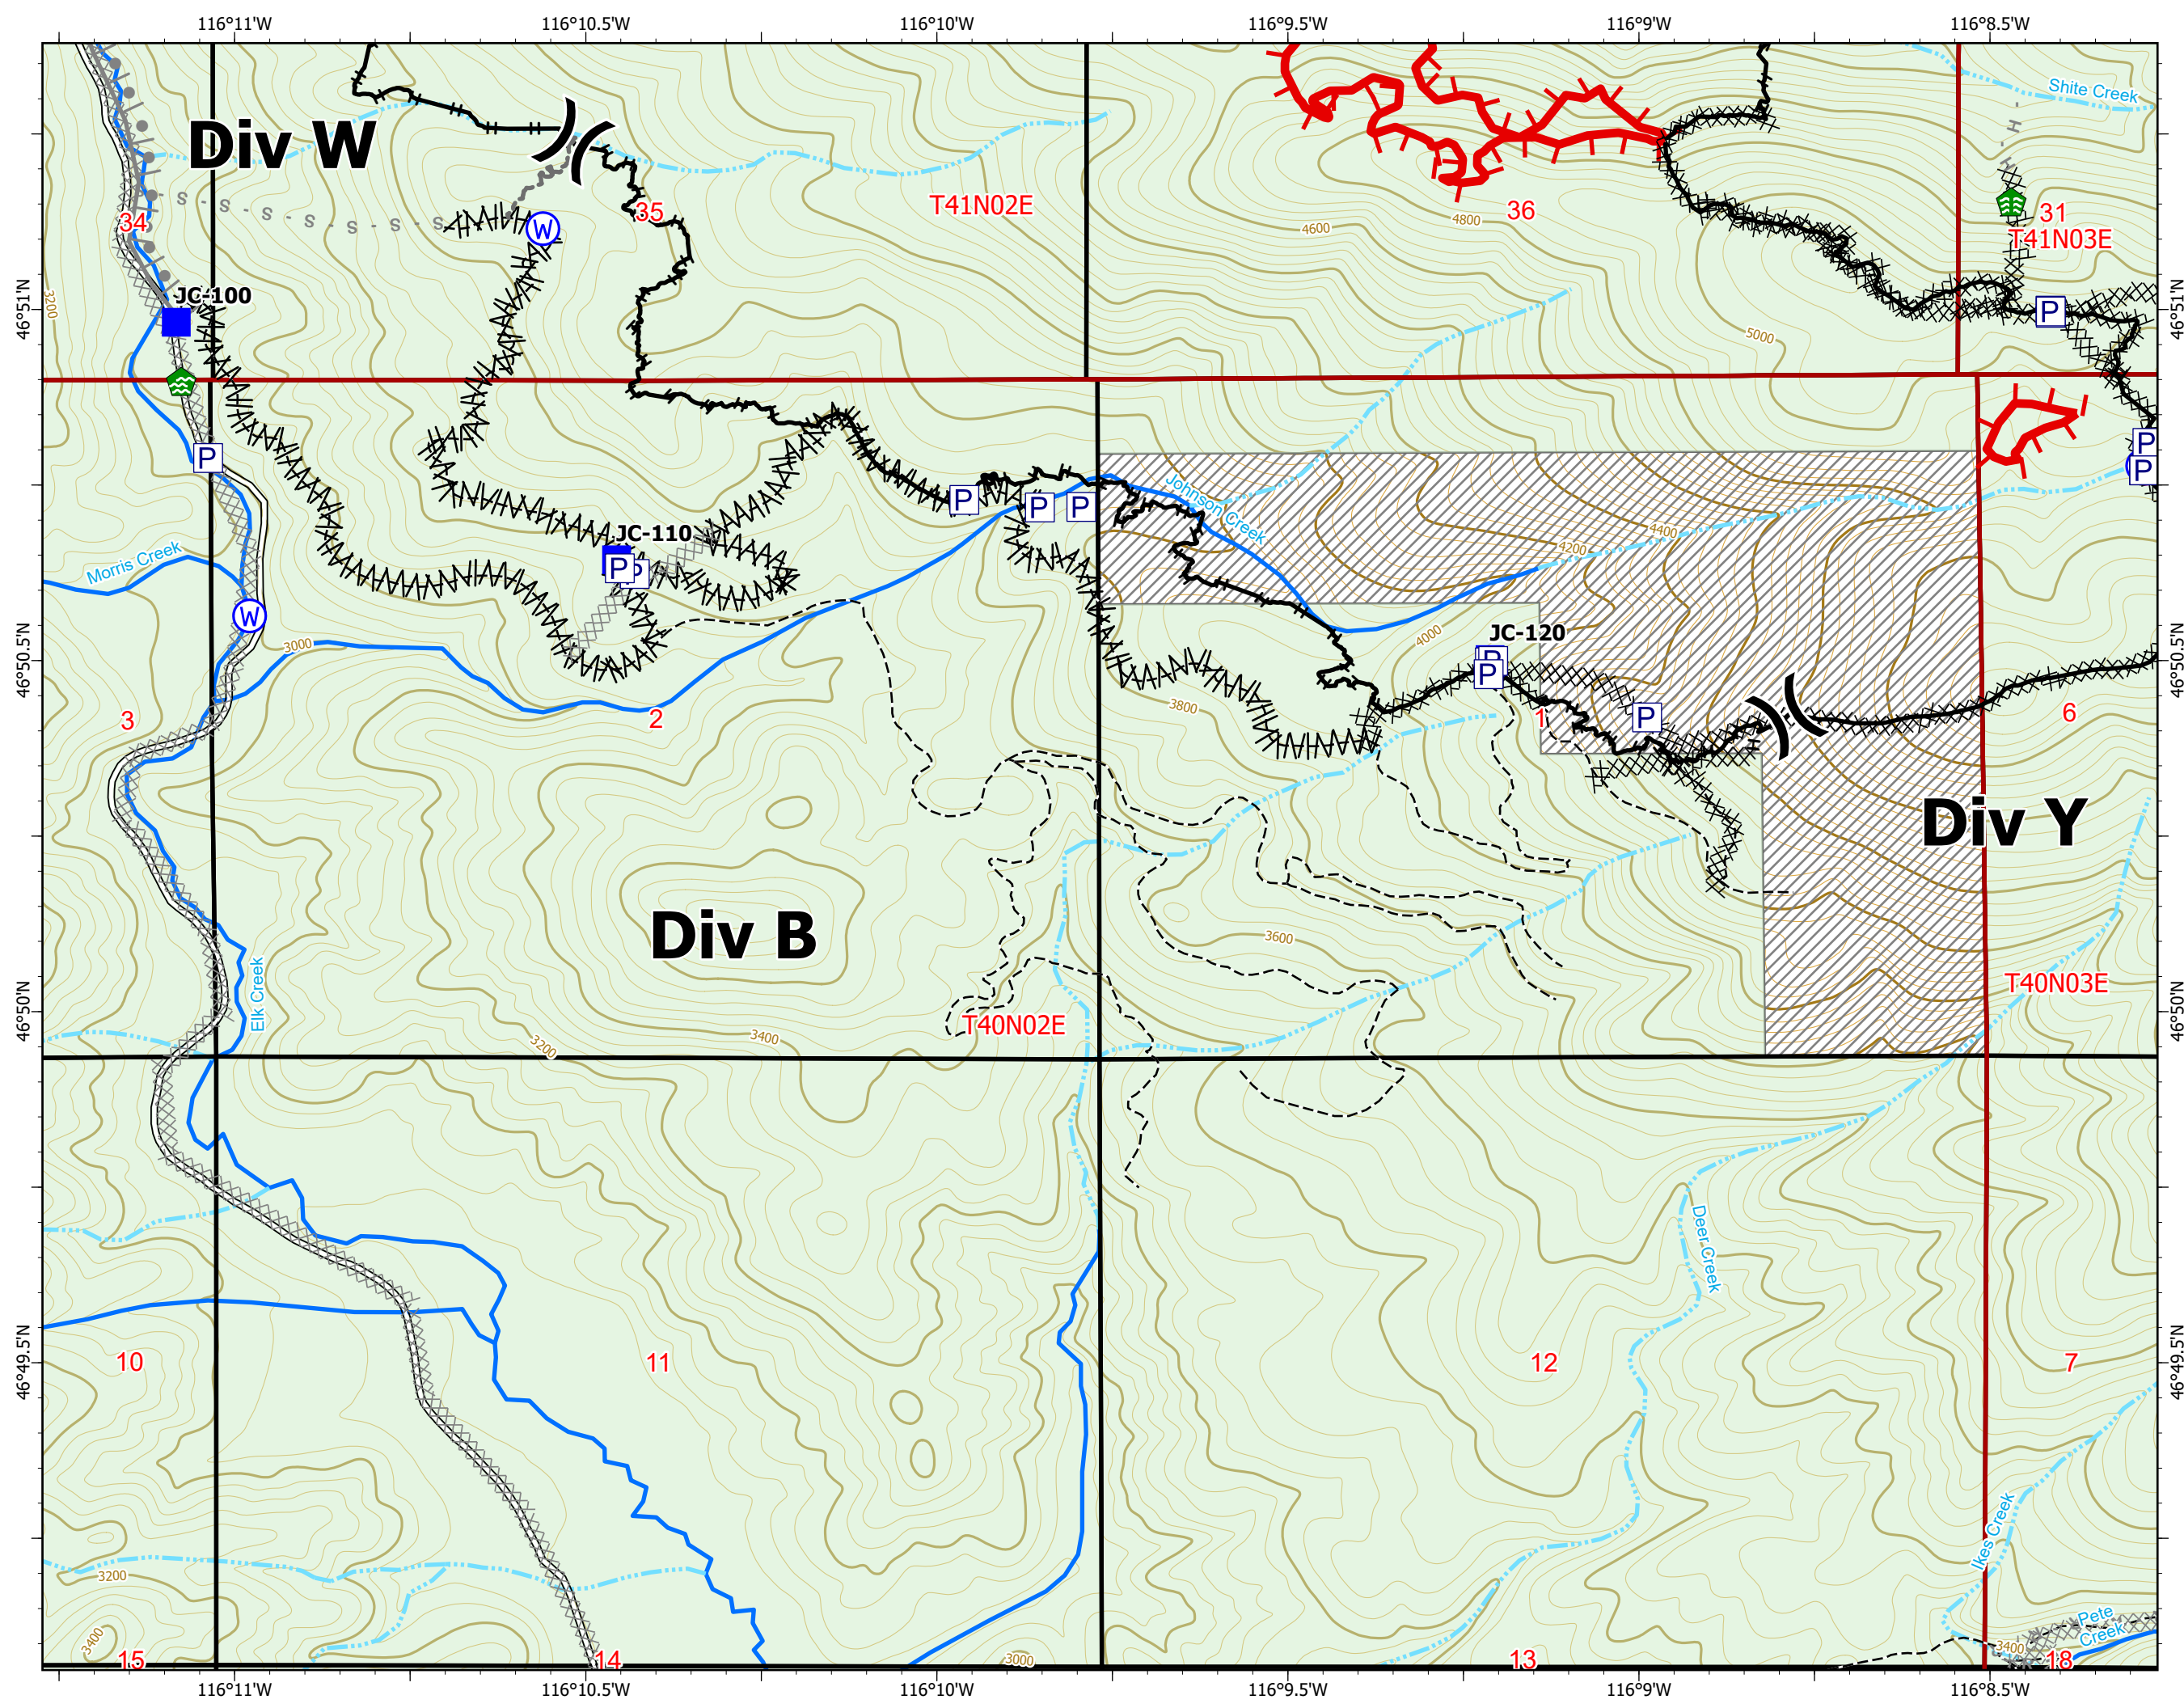 116°11'W 116°10.5'W 116°10'W 116°9.5'W 116°9'W 116°8.5'W
Shite Creek
H
Div W
T41N02E
34
S - S - S - S - S - S - S
35
36
31
T41N03E
4600
4800
W
H
46°51'N
46°51'N
3200
JC-100
P
5000
P
P
P
P
P
P
Johnson Creek
4400
4200
JC-110
P
P
Morris Creek
W
3000
4000
JC-120
P
P
46°50.5'N
46°50.5'N
3
2
3800
1
P
6
H
Div Y
Div B
3600
Elk Creek
T40N03E
46°50'N
46°50'N
T40N02E
3200
3400
Deer Creek
46°49.5'N
46°49.5'N
10
11
12
7
Ikes Creek
3200
3400
Pete
Creek
3400
15
14
3000
13
18
116°11'W 116°10.5'W 116°10'W 116°9.5'W 116°9'W 116°8.5'W